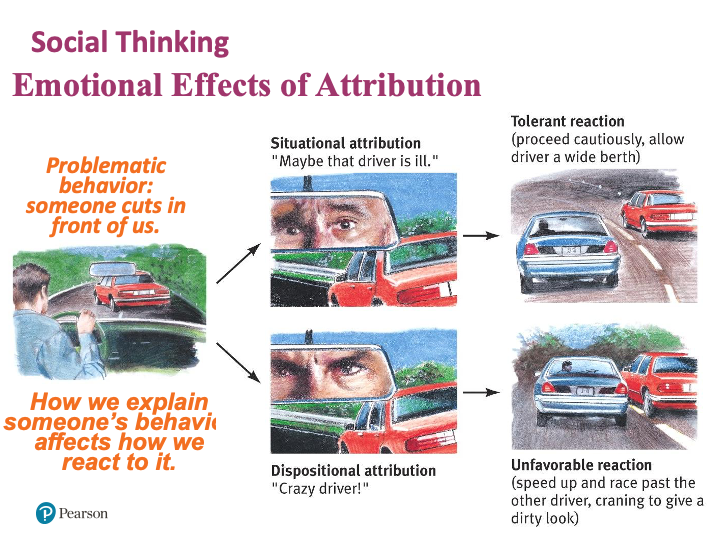 Social Thinking
Emotional Effects of Attribution
Problematic
behavior:
someone cuts in
front of us.
How we explain
someone's behavi
affects how we
react to it.
Situational attribution
"Maybe that driver is ill."
Tolerant reaction
(proceed cautiously, allow
driver a wide berth)
Dispositional attribution
"Crazy driver!"
Unfavorable reaction
(speed up and race past the
other driver, craning to give a
dirty look)
P Pearson